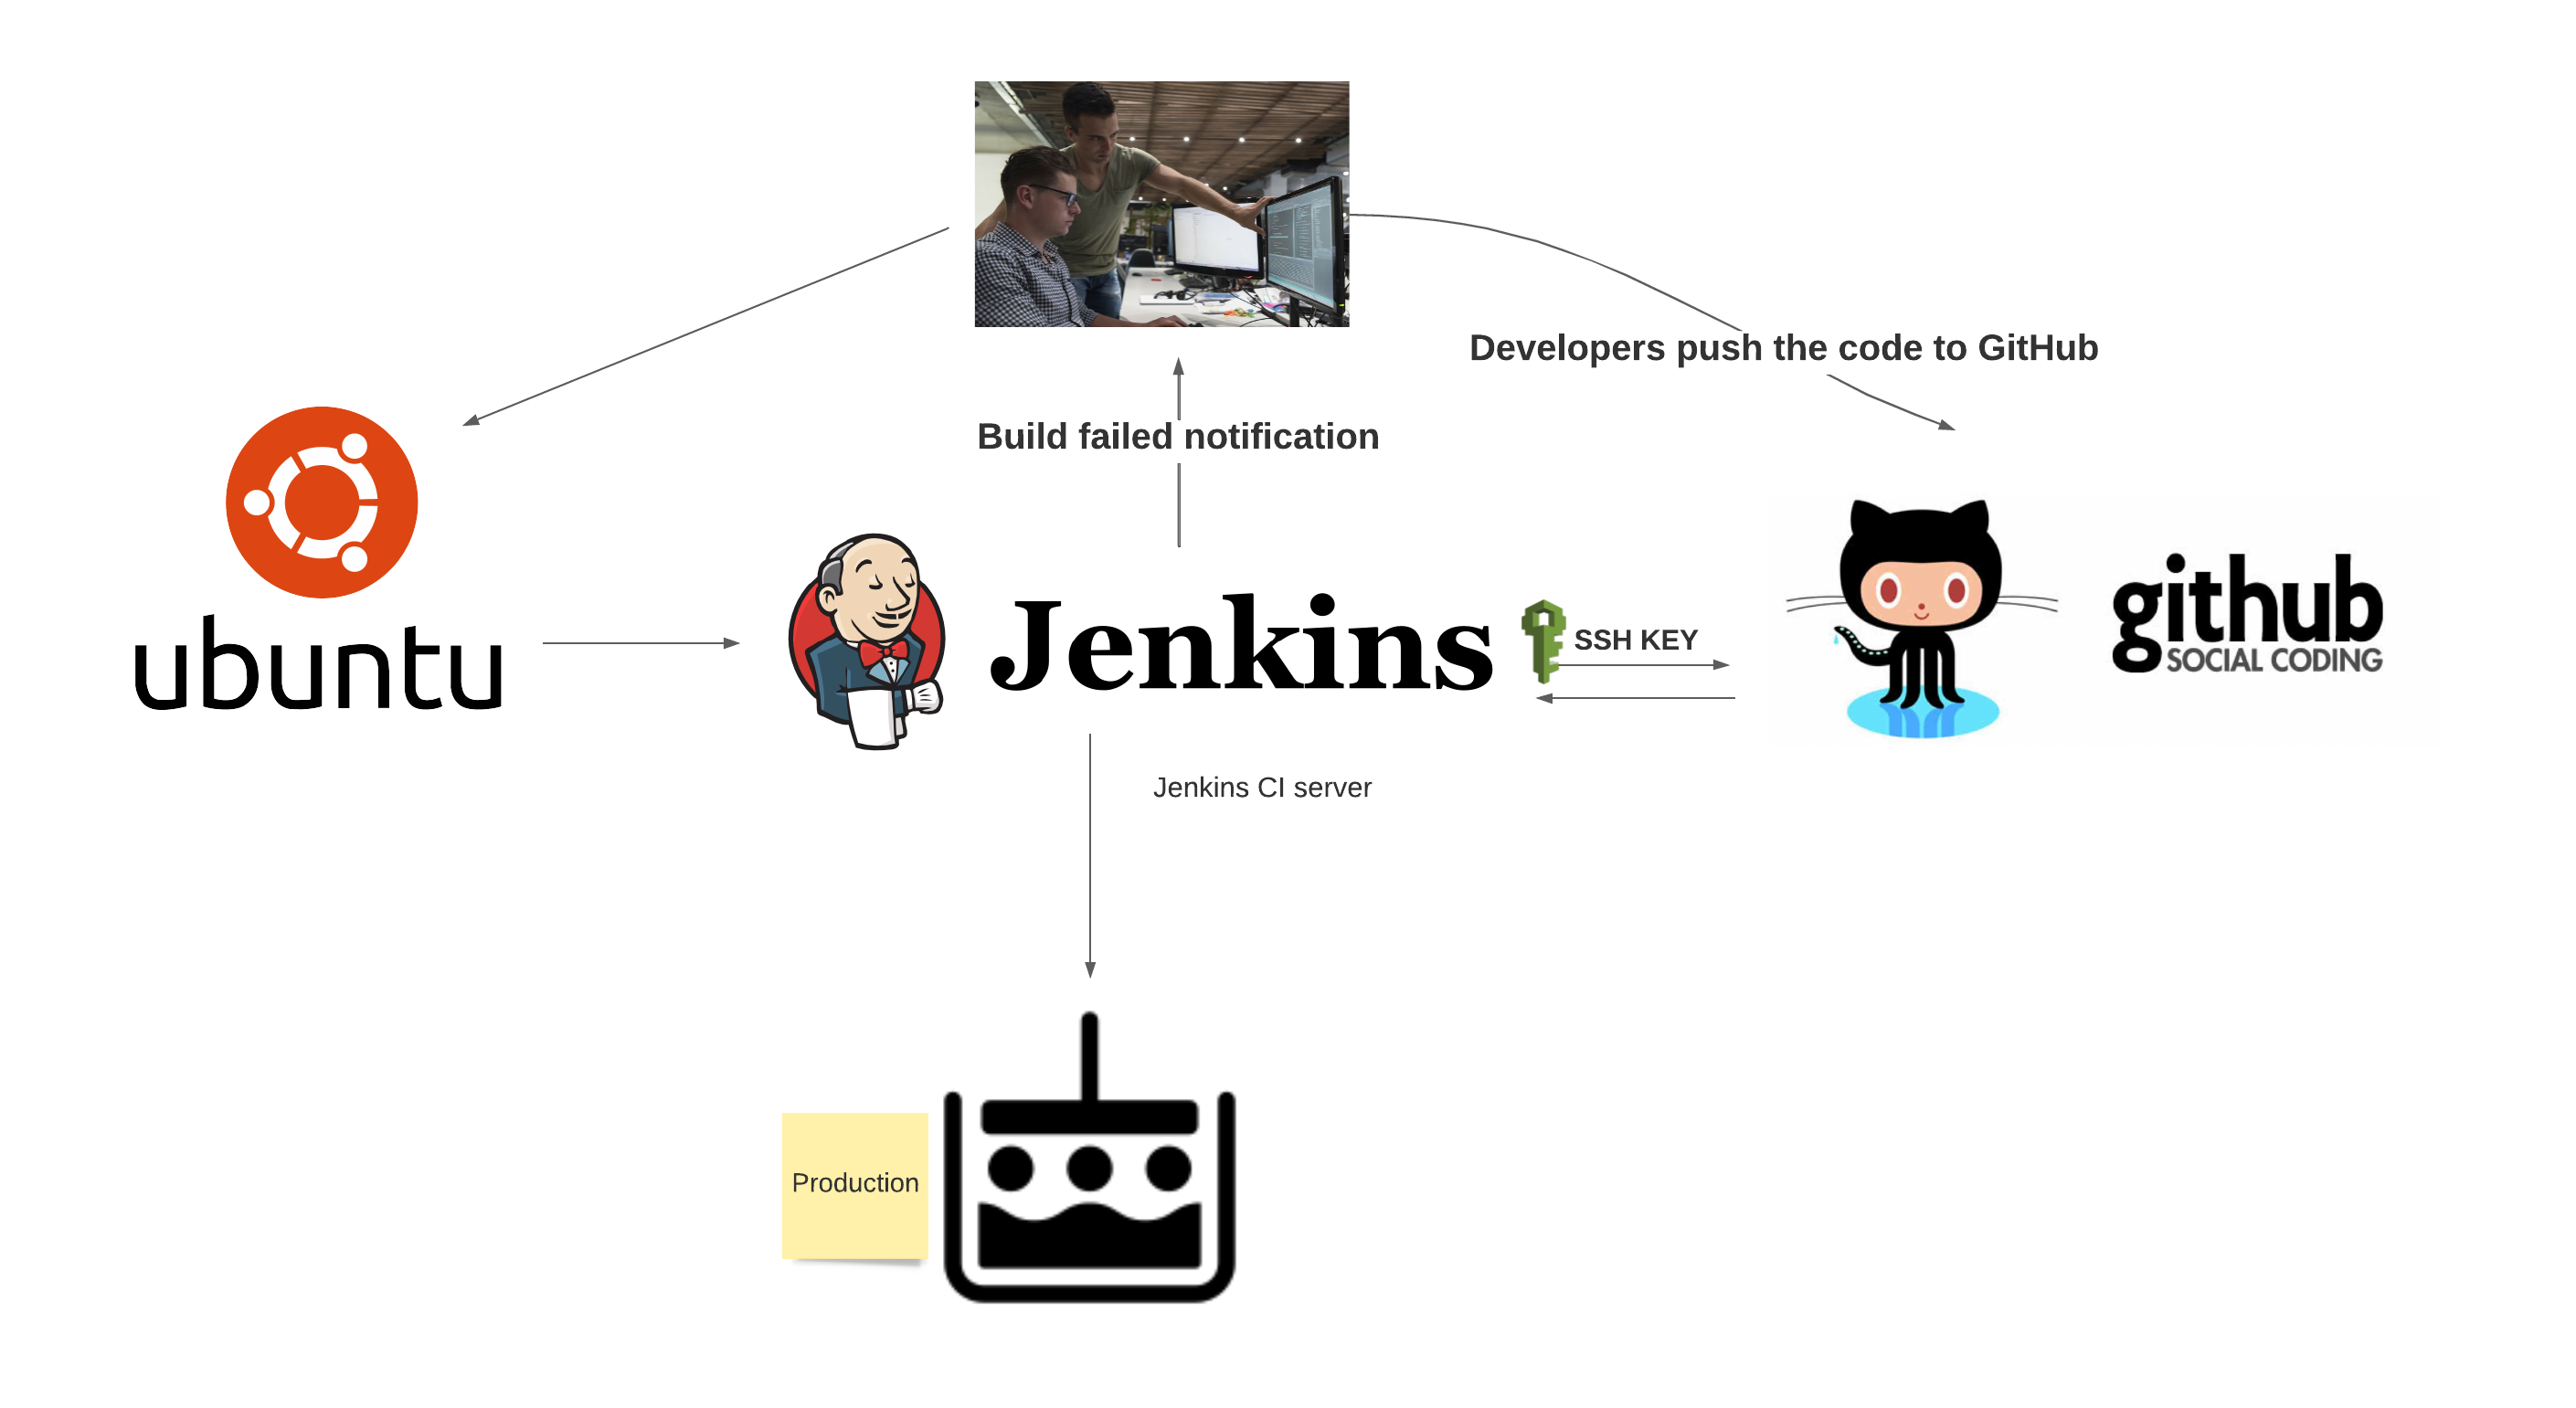 Developers push the code to GitHub
Build failed notification
ubuntu
Jenkins
SSH KEY
github
SOCIAL CODING
Jenkins CI server
Production